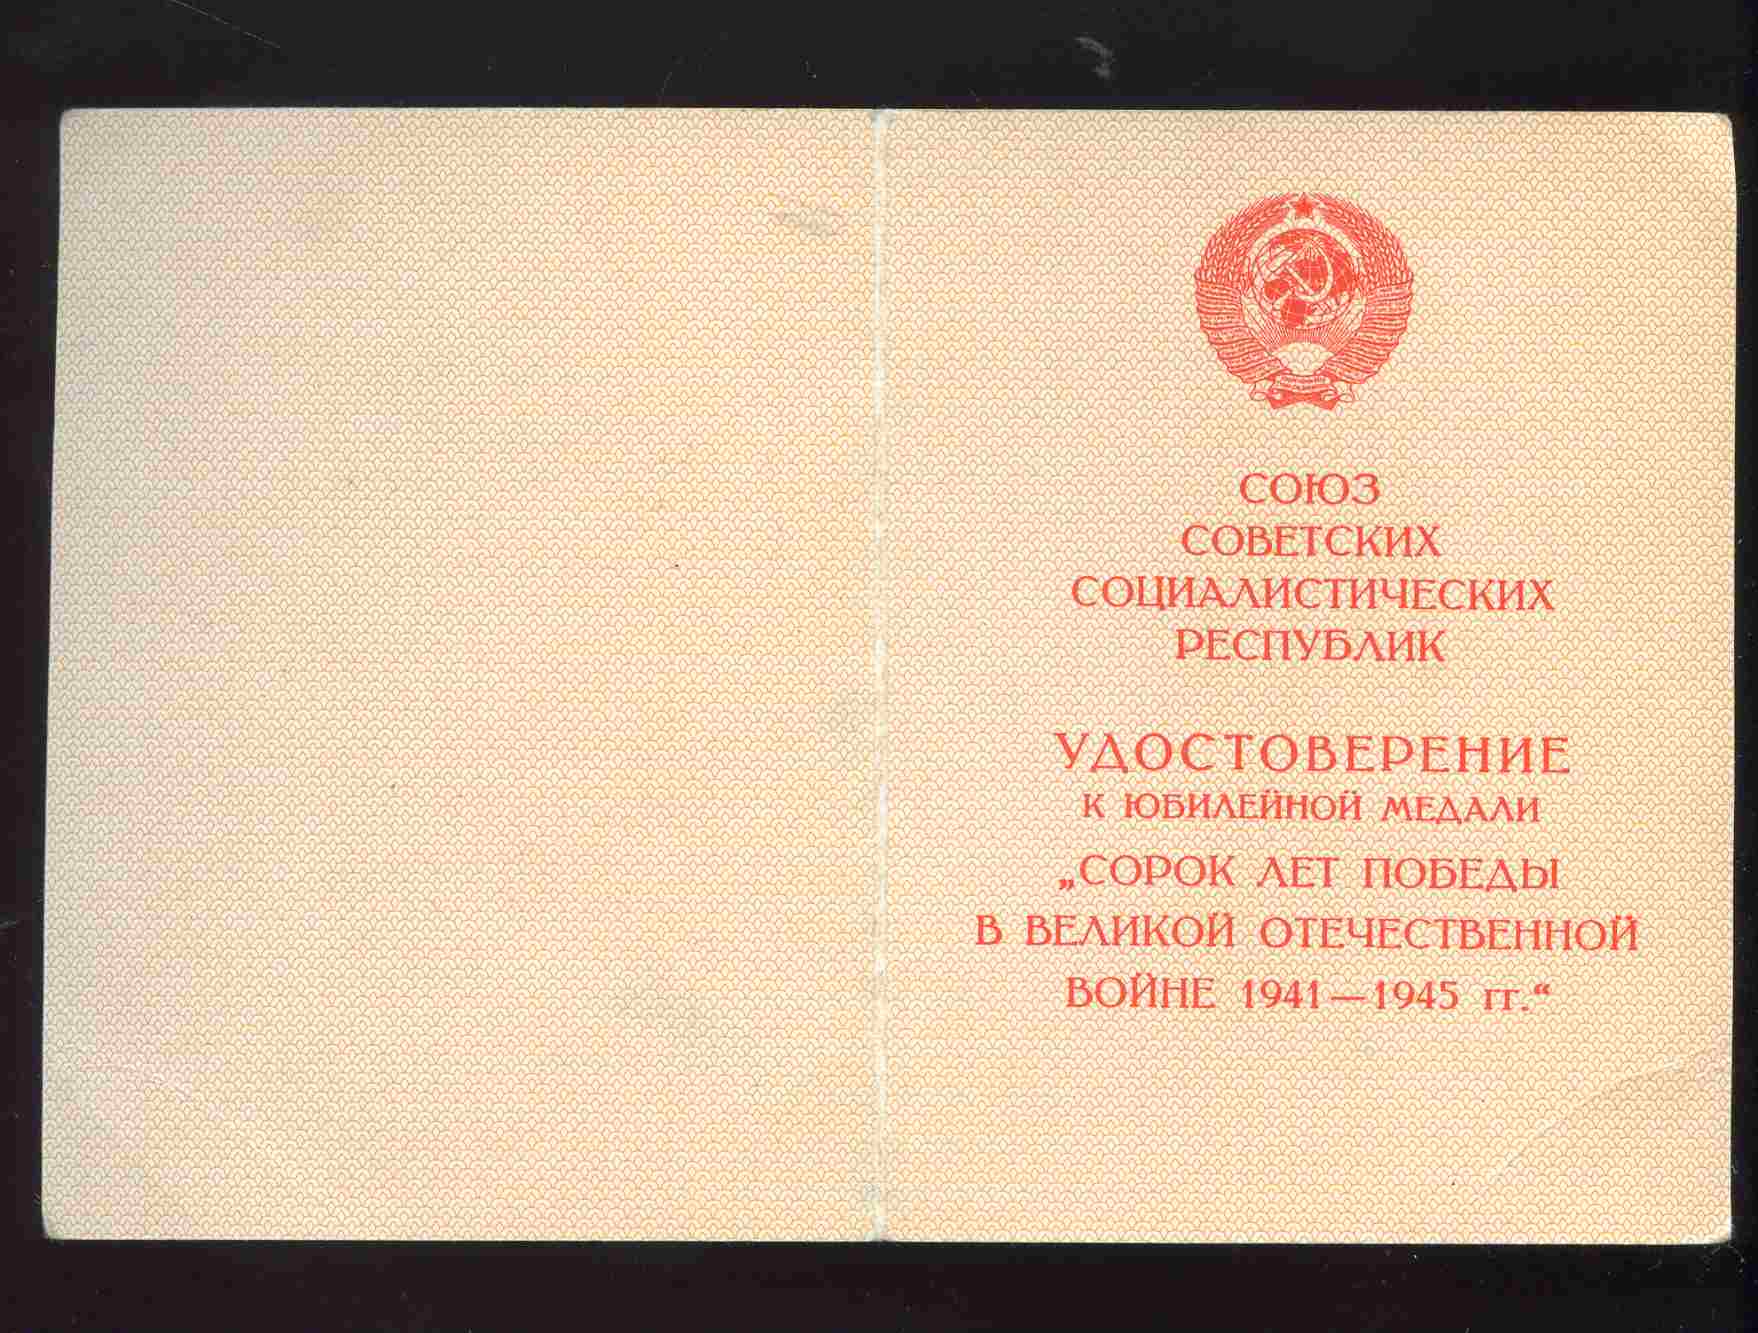 СОЮЗ
СОВЕТСКИХ
СОЦИАЛИСТИЧЕСКИХ
РЕСПУБЛИК
УДОСТОВЕРЕНИЕ
К ЮБИЛЕЙНОЙ МЕДАЛИ
„СОРОК ЛЕТ ПОБЕДЫ
В ВЕЛИКОЙ ОТЕЧЕСТВЕННОЙ
ВОЙНЕ 1941—1945 гг.“